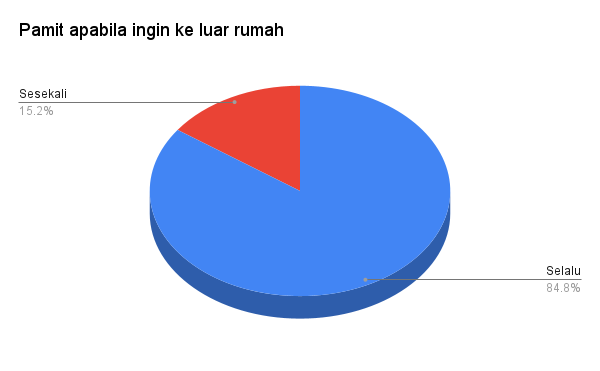 Pamit apabila ingin ke luar rumah
Sesekali
15.2%
Selalu
84.8%